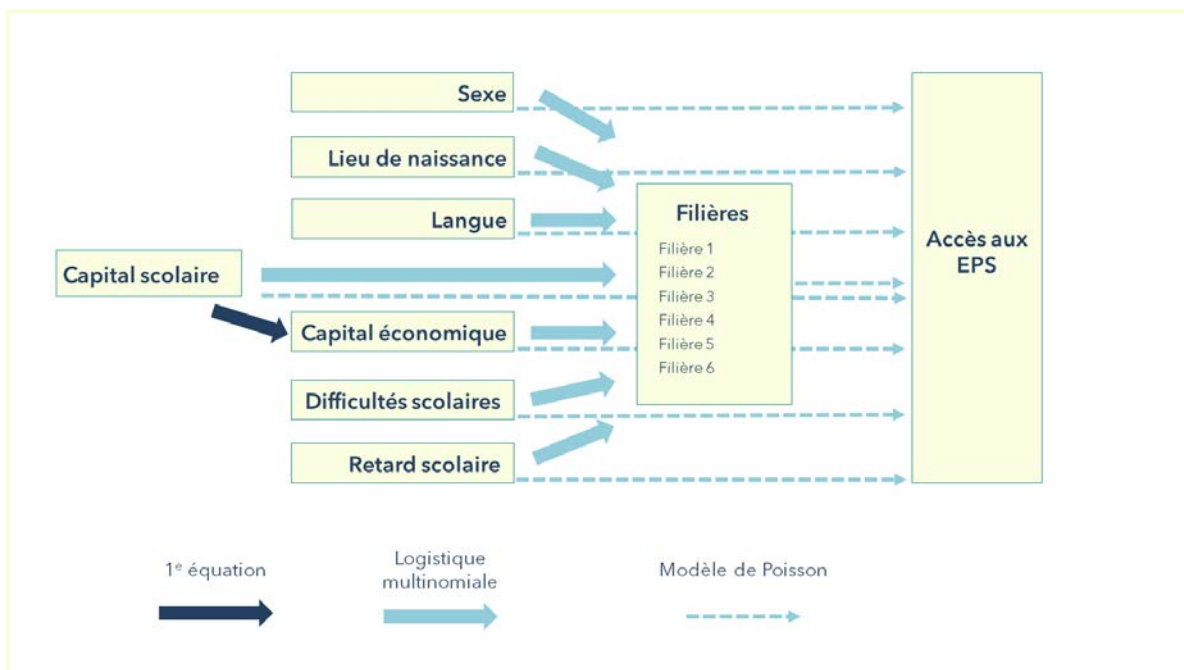 Sexe
Lieu de naissance
Langue
Capital scolaire
Capital économique
Difficultés scolaires
Retard scolaire
Filières
Filière 1
Filière 2
Filière 3
Filière 4
Filière 5
Filière 6
Accès aux
EPS
1e équation
Logistique
multinomiale
Modèle de Poisson